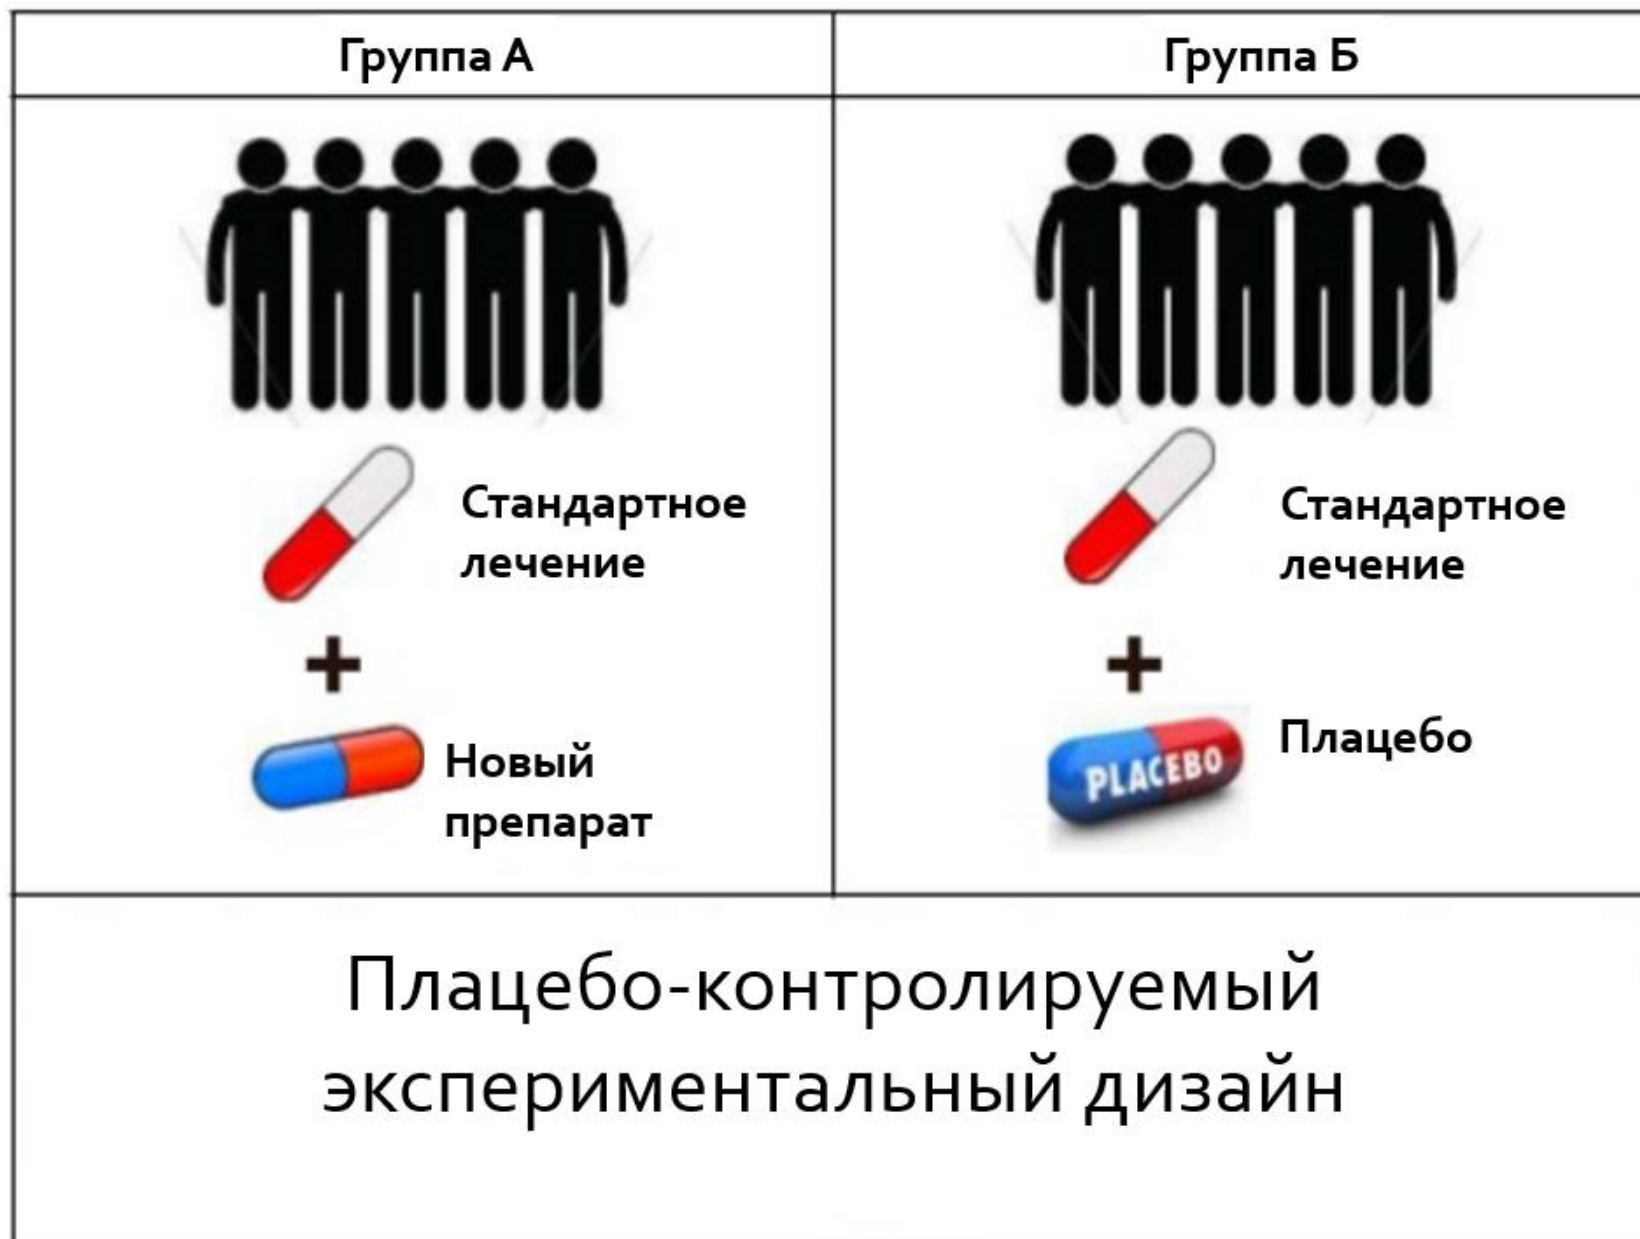 Группа А
Группа Б
Стандартное
лечение
Стандартное
лечение
Новый
препарат
PLACEBO
Плацебо
Плацебо-контролируемый
экспериментальный дизайн